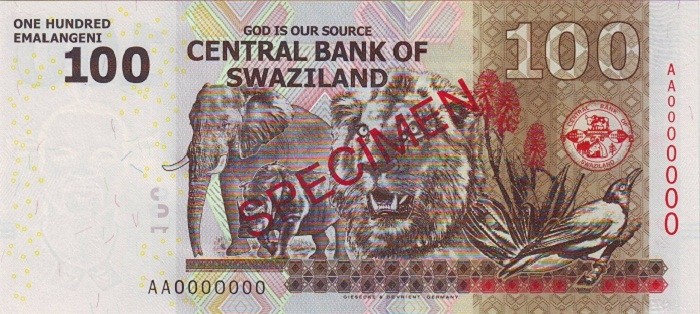 ONE HUNDRED
EMALANGENI
100
GOD IS OUR SOURCE
CENTRAL BANK OF
SWAZILAND
100
AA0000000
CENTRAL BANK OF
SWAZILAND
SPECIMEN
AA0000000
GIESECKE & DEVRIENT GERMANY